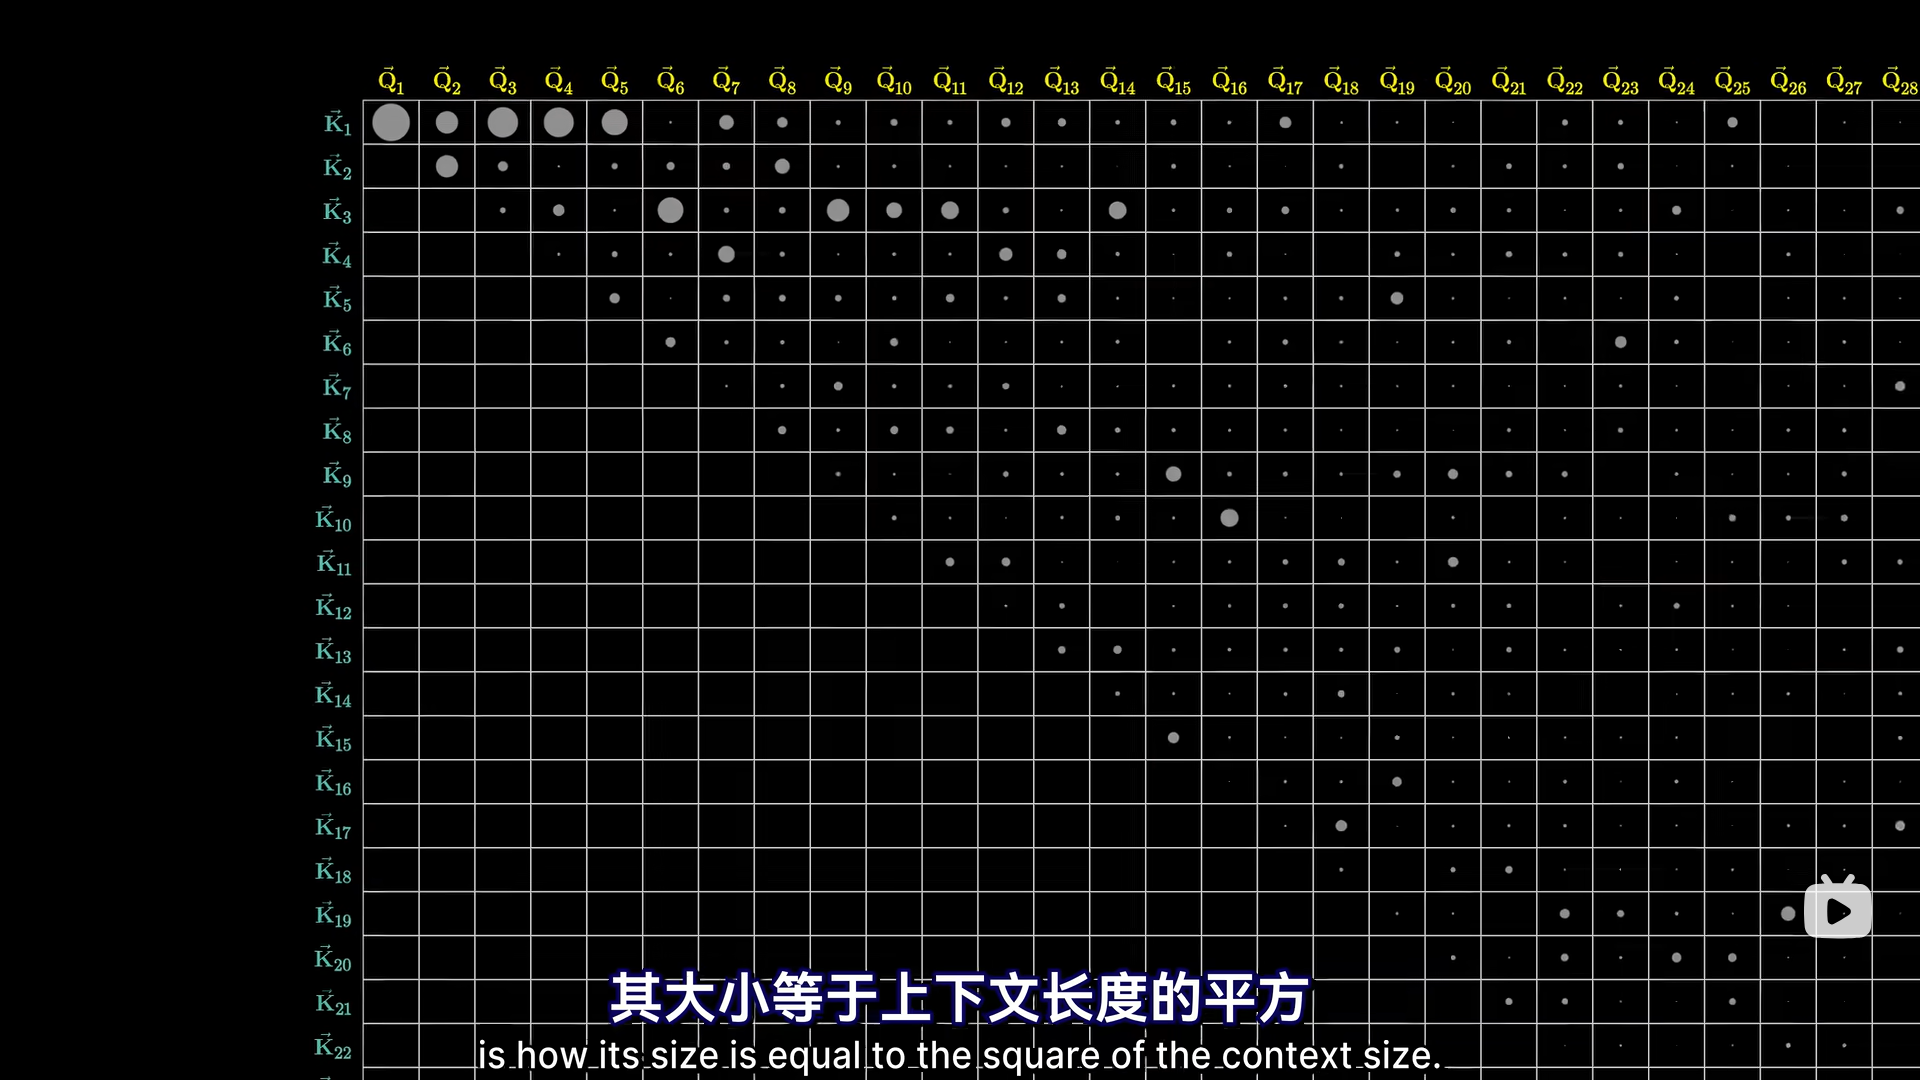 Q⃗₁ Q⃗₂ Q⃗₃ Q⃗₄ Q⃗₅ Q⃗₆ Q⃗₇ Q⃗₈ Q⃗₉ Q⃗₁₀ Q⃗₁₁ Q⃗₁₂ Q⃗₁₃ Q⃗₁₄ Q⃗₁₅ Q⃗₁₆ Q⃗₁₇ Q⃗₁₈ Q⃗₁₉ Q⃗₂₀ Q⃗₂₁ Q⃗₂₂ Q⃗₂₃ Q⃗₂₄ Q⃗₂₅ Q⃗₂₆ Q⃗₂₇ Q⃗₂₈
K⃗₁
K⃗₂
K⃗₃
K⃗₄
K⃗₅
K⃗₆
K⃗₇
K⃗₈
K⃗₉
K⃗₁₀
K⃗₁₁
K⃗₁₂
K⃗₁₃
K⃗₁₄
K⃗₁₅
K⃗₁₆
K⃗₁₇
K⃗₁₈
K⃗₁₉
K⃗₂₀
K⃗₂₁
K⃗₂₂
其大小等于上下文长度的平方
is how its size is equal to the square of the context size.